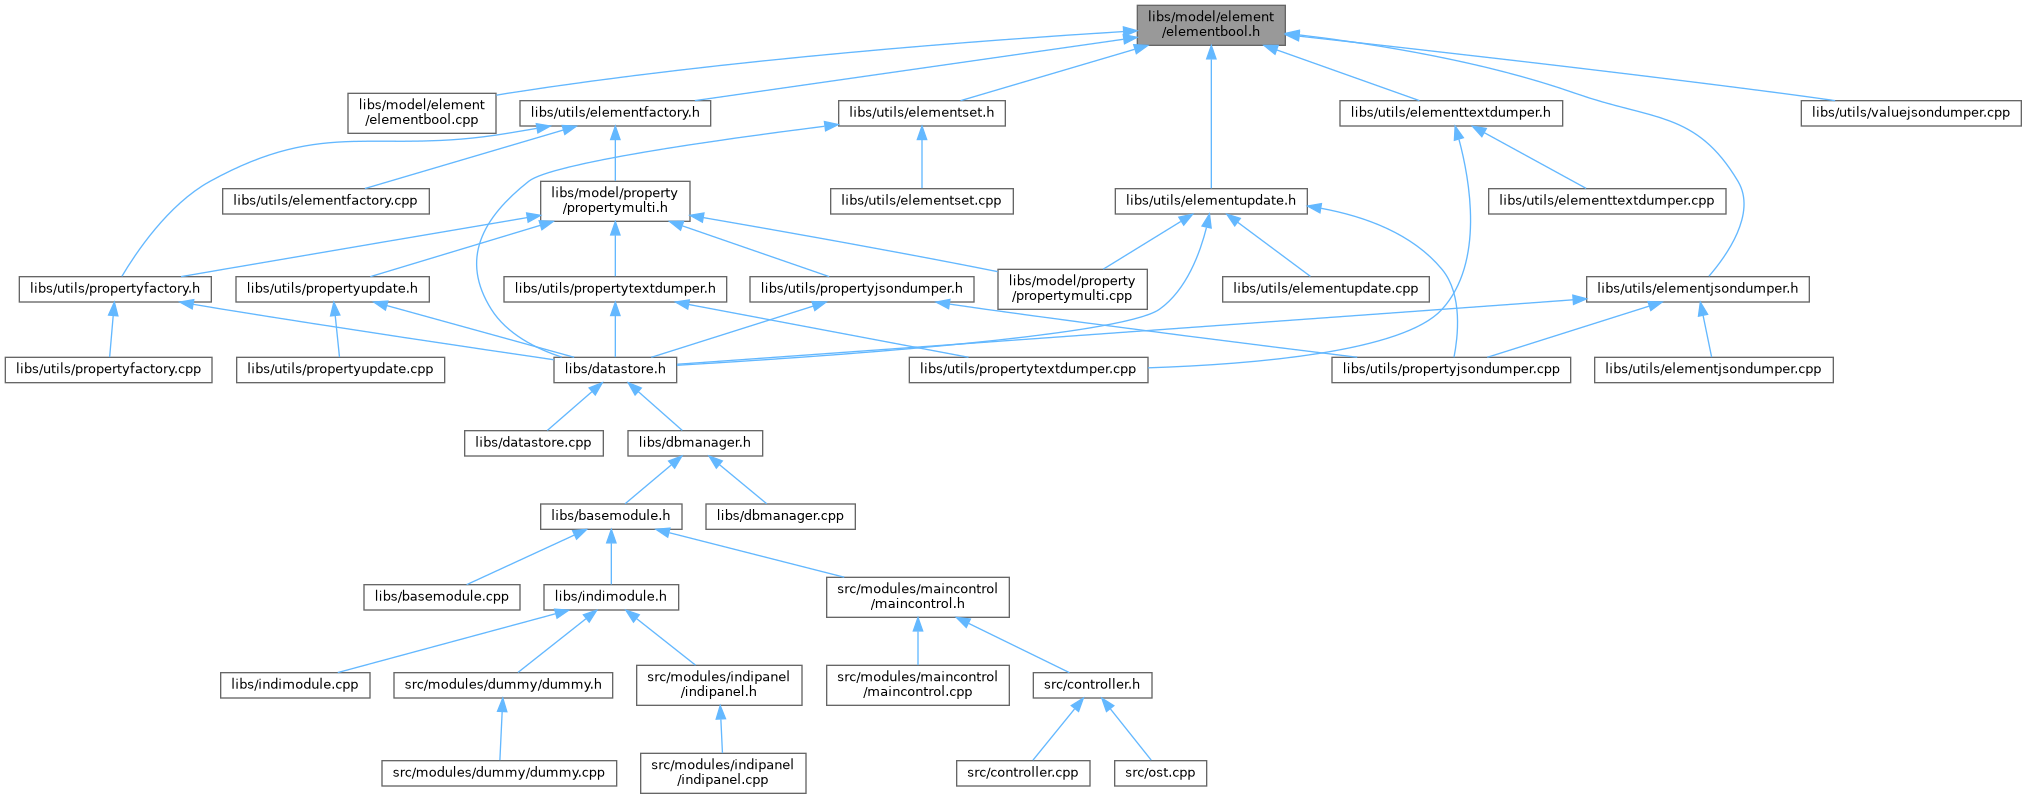 libs/model/element
/elementbool.h
libs/model/element
/elementbool.cpp
libs/utils/elementfactory.h
libs/utils/elementset.h
libs/utils/elementtextdumper.h
libs/utils/valuejsondumper.cpp
libs/utils/elementfactory.cpp
libs/model/property
/propertymulti.h
libs/utils/elementset.cpp
libs/utils/elementupdate.h
libs/utils/elementtextdumper.cpp
libs/utils/propertyfactory.h
libs/utils/propertyupdate.h
libs/utils/propertytextdumper.h
libs/utils/propertyjsondumper.h
libs/model/property
/propertymulti.cpp
libs/utils/elementupdate.cpp
libs/utils/elementjsondumper.h
libs/utils/propertyfactory.cpp
libs/utils/propertyupdate.cpp
libs/datastore.h
libs/utils/propertytextdumper.cpp
libs/utils/propertyjsondumper.cpp
libs/utils/elementjsondumper.cpp
libs/datastore.cpp
libs/dbmanager.h
libs/basemodule.h
libs/dbmanager.cpp
libs/basemodule.cpp
libs/indimodule.h
src/modules/maincontrol
/maincontrol.h
libs/indimodule.cpp
src/modules/dummy/dummy.h
src/modules/indipanel
/indipanel.h
src/modules/maincontrol
/maincontrol.cpp
src/controller.h
src/modules/dummy/dummy.cpp
src/modules/indipanel
/indipanel.cpp
src/controller.cpp
src/ost.cpp